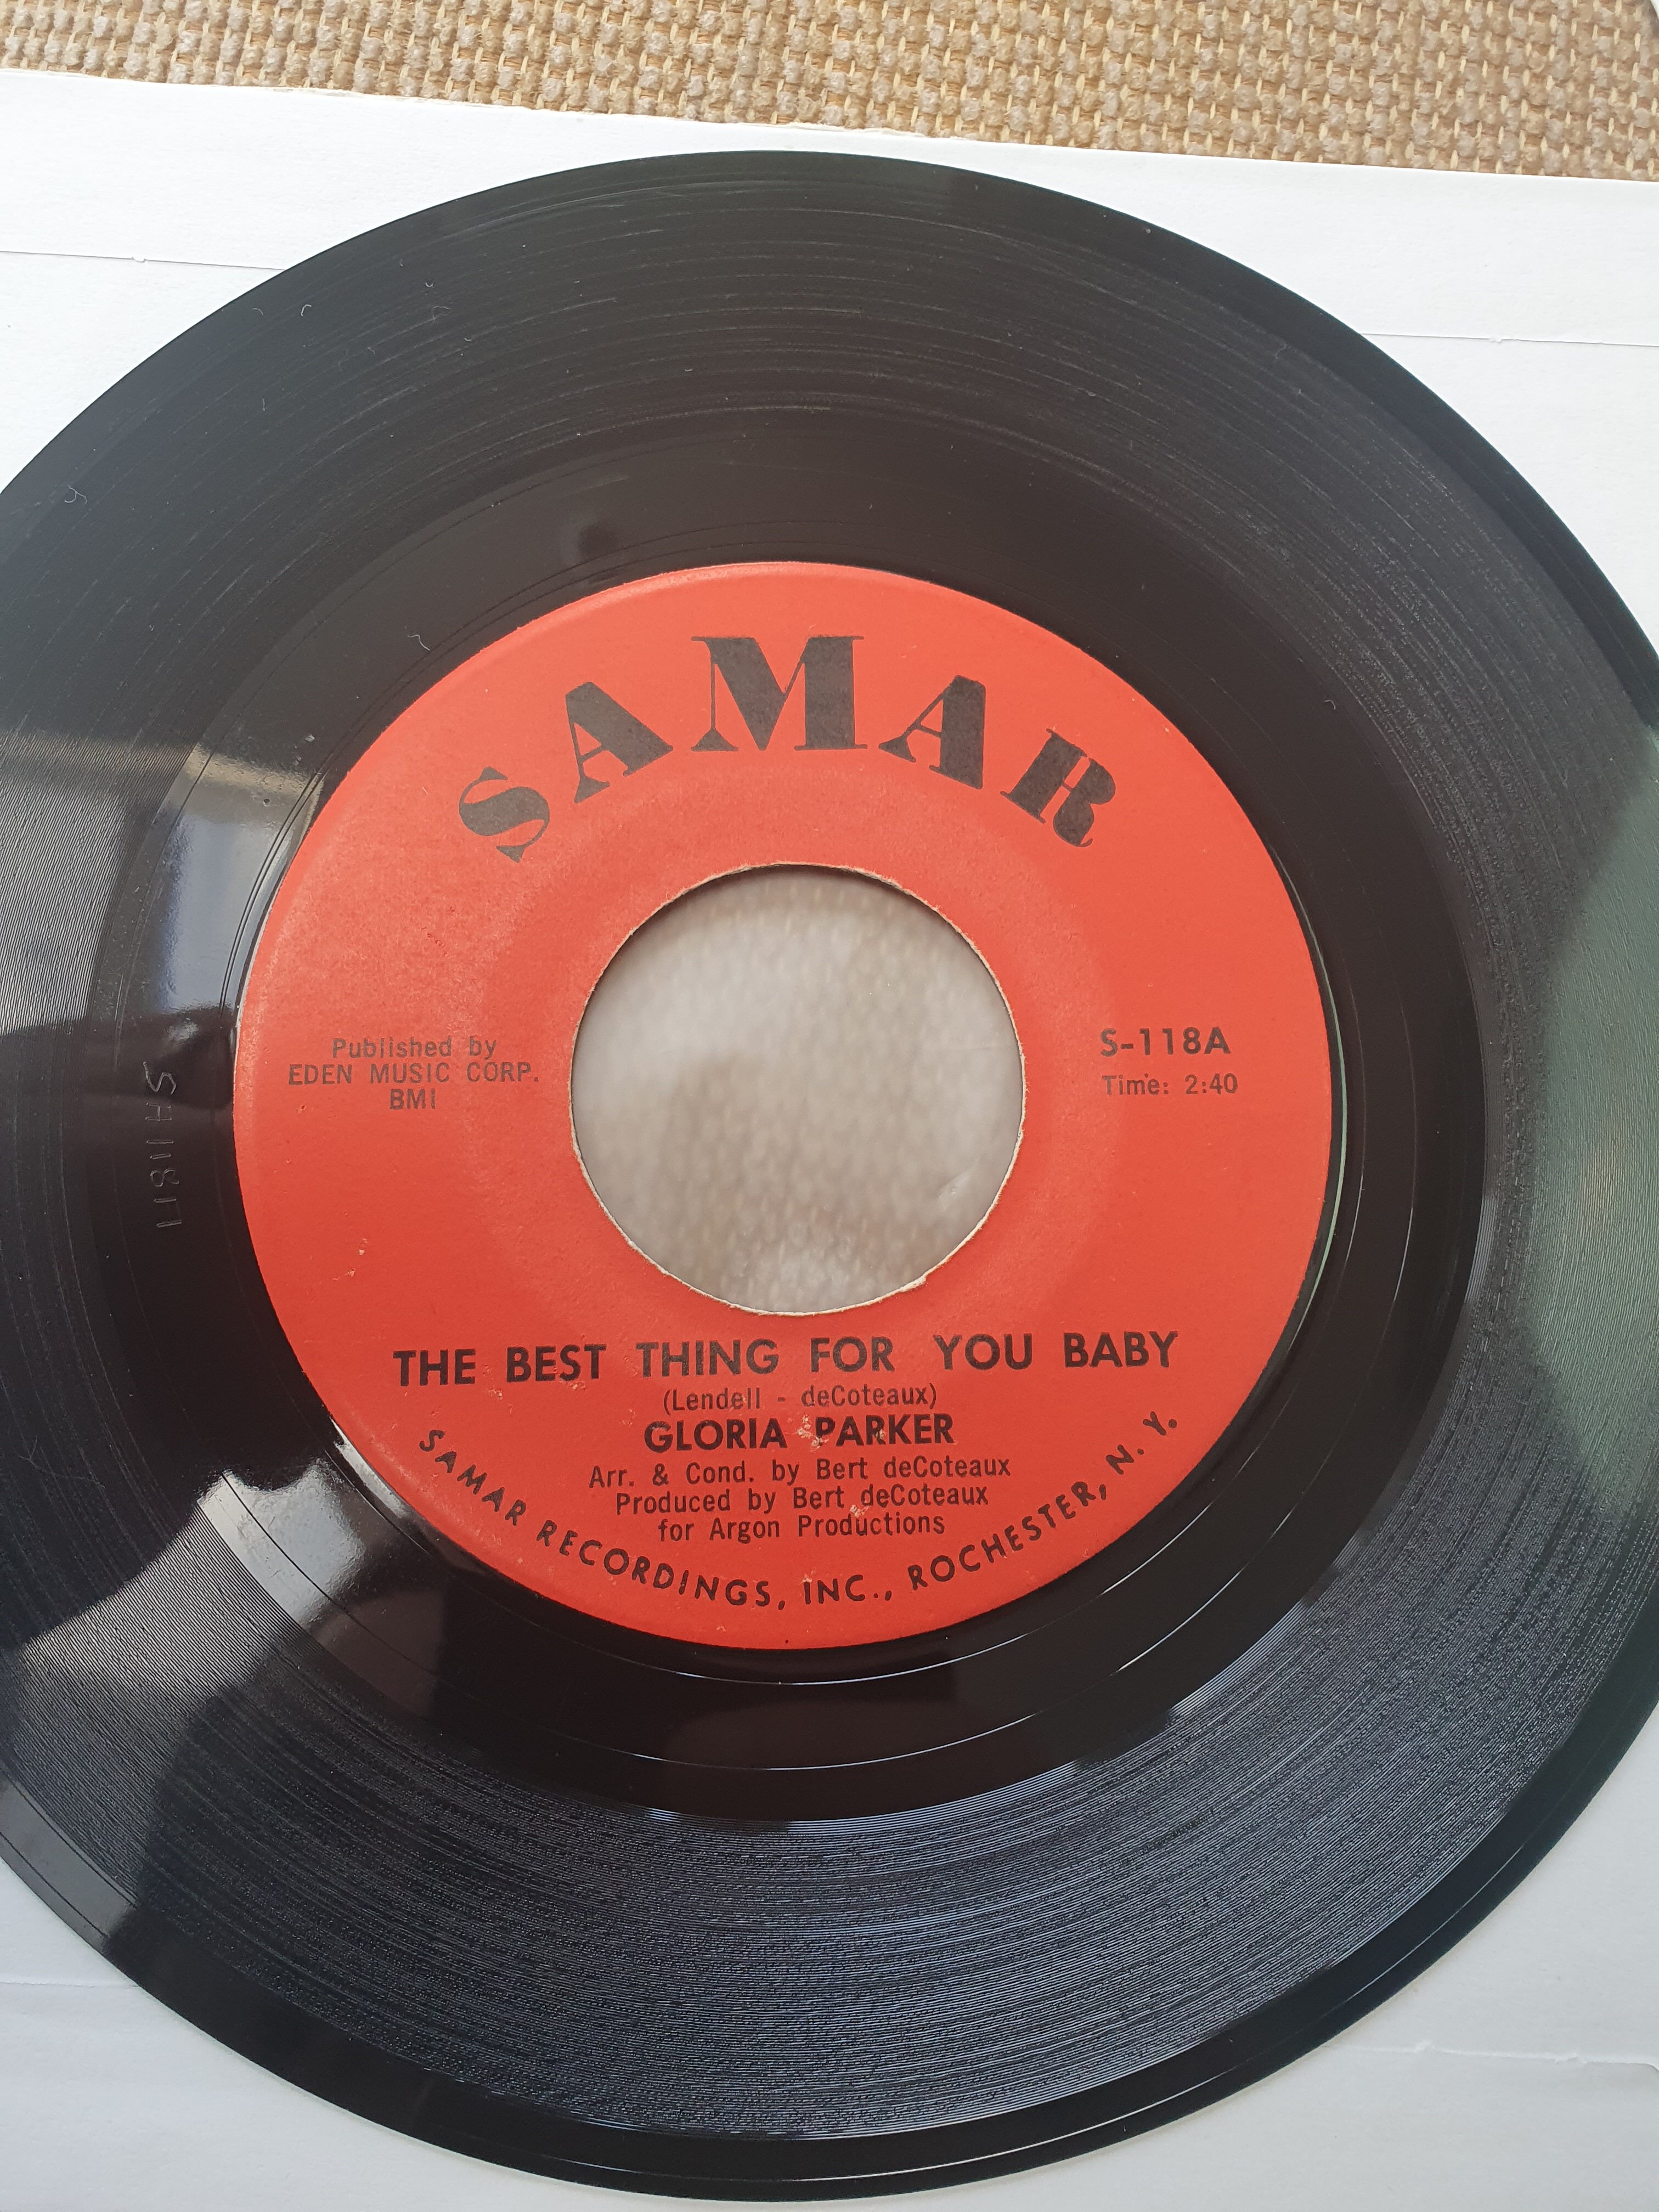 SAMAR
Published by
EDEN MUSIC CORP.
BMI
S-118A
Time: 2:40
S-118A
THE BEST THING FOR YOU BABY
(Lendell - deCoteaux)
GLORIA PARKER
Arr. & Cond. by Bert deCoteaux
Produced by Bert deCoteaux
for Argon Productions
SAMAR RECORDINGS, INC., ROCHESTER, N. Y.